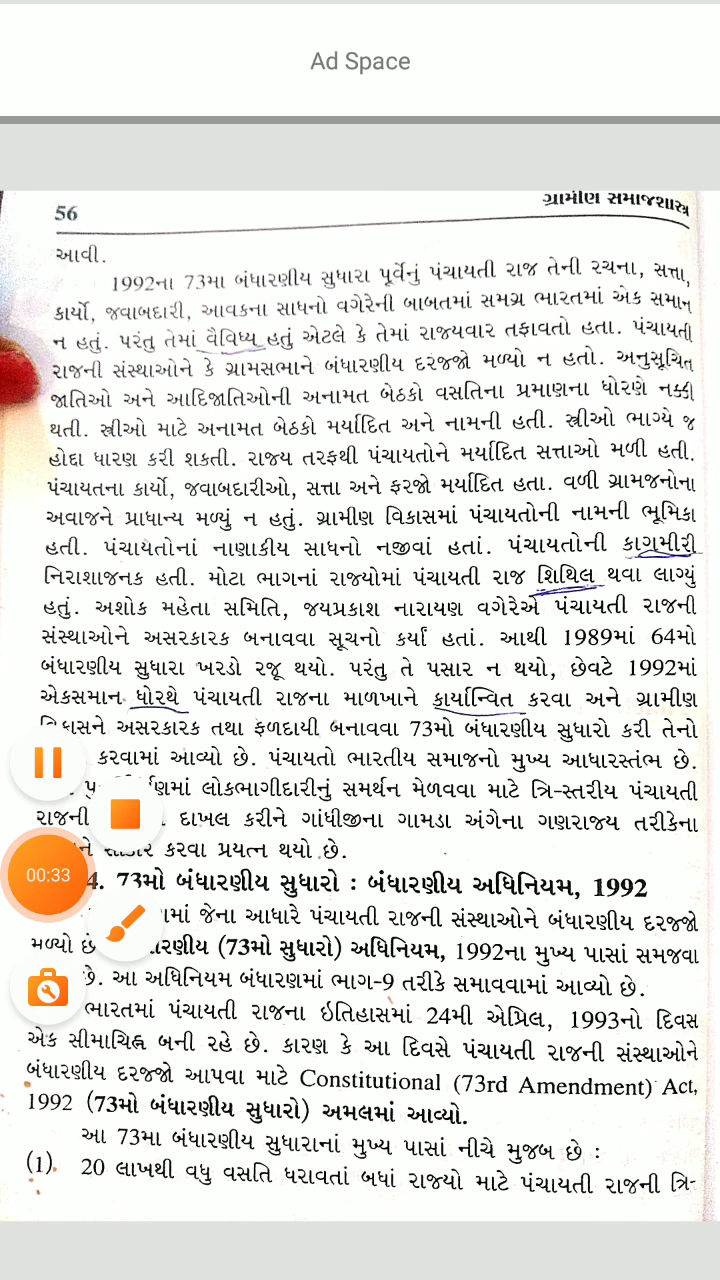 Ad Space
56
ગ્રામીણ સમાજશાસ્ત્ર
આવી.
1992ના 73મા બંધારણીય સુધારા પૂર્વેનું પંચાયતી રાજ તેની રચના, સત્તા,
કાર્યો, જવાબદારી, આવકના સાધનો વગેરેની બાબતમાં સમગ્ર ભારતમાં એક સમાન
ન હતું. પરંતુ તેમાં વૈવિધ્ય હતું એટલે કે તેમાં રાજ્યવાર તફાવતો હતા. પંચાયતી
રાજની સંસ્થાઓને કે ગ્રામસભાને બંધારણીય દરજ્જો મળ્યો ન હતો. અનુસૂચિત
જાતિઓ અને આદિજાતિઓની અનામત બેઠકો વસતિના પ્રમાણના ધોરણે નક્કી
થતી. સ્ત્રીઓ માટે અનામત બેઠકો મર્યાદિત અને નામની હતી. સ્ત્રીઓ ભાગ્યે જ
હોદ્દા ધારણ કરી શકતી. રાજ્ય તરફથી પંચાયતોને મર્યાદિત સત્તાઓ મળી હતી.
પંચાયતના કાર્યો, જવાબદારીઓ, સત્તા અને ફરજો મર્યાદિત હતા. વળી ગ્રામજનોના
અવાજને પ્રાધાન્ય મળ્યું ન હતું. ગ્રામીણ વિકાસમાં પંચાયતોની નામની ભૂમિકા
હતી. પંચાયતોનાં નાણાકીય સાધનો નજીવાં હતાં. પંચાયતોની કાગમીરી
નિરાશાજનક હતી. મોટા ભાગનાં રાજ્યોમાં પંચાયતી રાજ શિથિલ થવા લાગ્યું
હતું. અશોક મહેતા સમિતિ, જયપ્રકાશ નારાયણ વગેરેએ પંચાયતી રાજની
સંસ્થાઓને અસરકારક બનાવવા સૂચનો કર્યાં હતાં. આથી 1989માં 64મો
બંધારણીય સુધારા ખરડો રજૂ થયો. પરંતુ તે પસાર ન થયો, છેવટે 1992માં
એકસમાન ધોરથે પંચાયતી રાજના માળખાને કાર્યાન્વિત કરવા અને ગ્રામીણ
વિકાસને અસરકારક તથા ફળદાયી બનાવવા 73મો બંધારણીય સુધારો કરી તેનો
કરવામાં આવ્યો છે. પંચાયતો ભારતીય સમાજનો મુખ્ય આધારસ્તંભ છે.
લોકભાગીદારીનું સમર્થન મેળવવા માટે ત્રિ-સ્તરીય પંચાયતી
રાજની દાખલ કરીને ગાંધીજીના ગામડા અંગેના ગણરાજ્ય તરીકેના
કરવા પ્રયત્ન થયો છે.
4. 73મો બંધારણીય સુધારો : બંધારણીય અધિનિયમ, 1992
જેના આધારે પંચાયતી રાજની સંસ્થાઓને બંધારણીય દરજ્જો
મળ્યો છે (73મો સુધારો) અધિનિયમ, 1992ના મુખ્ય પાસાં સમજવા
છે. આ અધિનિયમ બંધારણમાં ભાગ-9 તરીકે સમાવવામાં આવ્યો છે.
ભારતમાં પંચાયતી રાજના ઇતિહાસમાં 24મી એપ્રિલ, 1993નો દિવસ
એક સીમાચિહ્ન બની રહે છે. કારણ કે આ દિવસે પંચાયતી રાજની સંસ્થાઓને
બંધારણીય દરજ્જો આપવા માટે Constitutional (73rd Amendment) Act,
1992 (73મો બંધારણીય સુધારો) અમલમાં આવ્યો.
આ 73મા બંધારણીય સુધારાનાં મુખ્ય પાસાં નીચે મુજબ છે :
(1). 20 લાખથી વધુ વસતિ ધરાવતાં બધાં રાજ્યો માટે પંચાયતી રાજની ત્રિ-
00:33